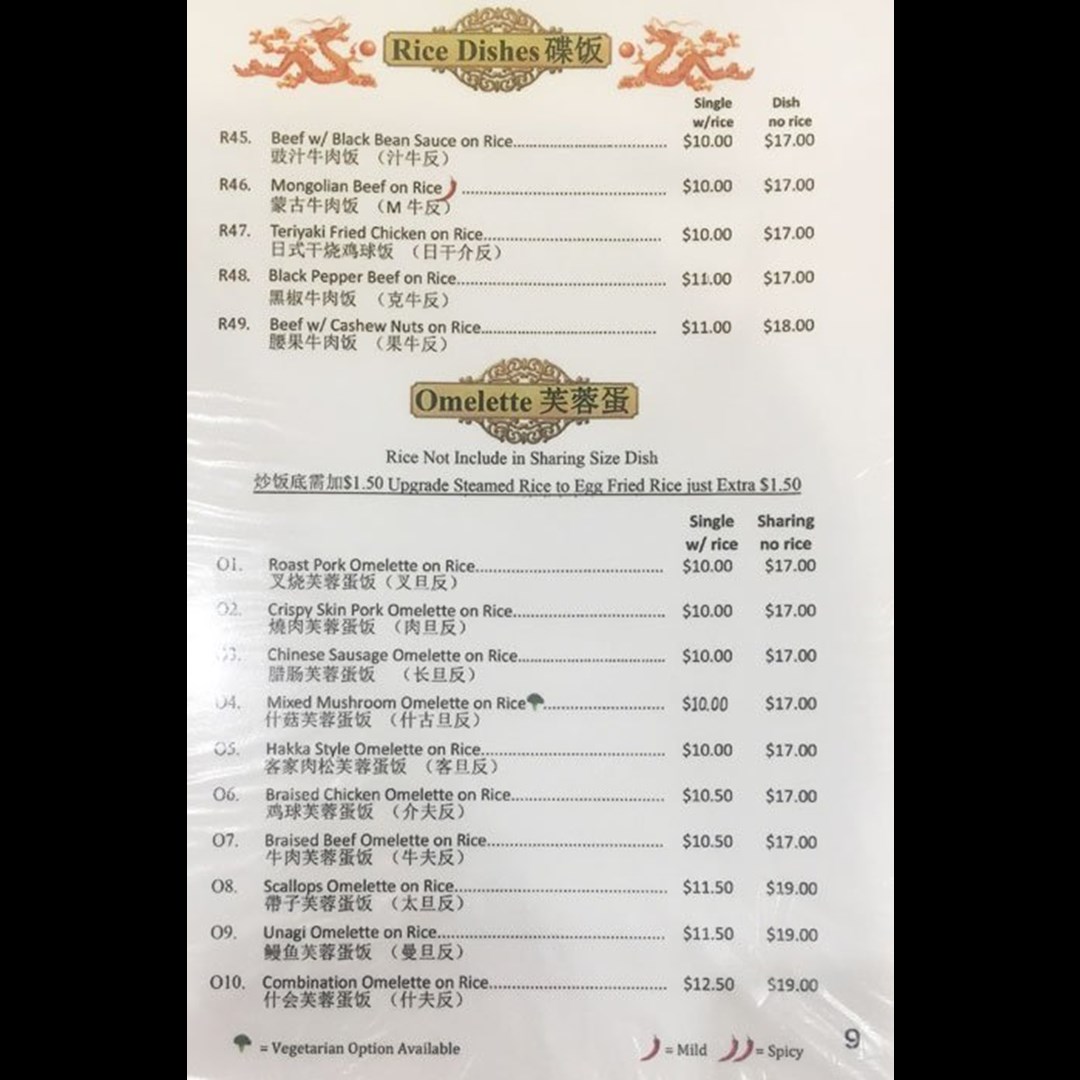 Rice Dishes 碟饭
Single Dish
w/rice no rice
R45. Beef w/ Black Bean Sauce on Rice........................................ $10.00 $17.00
豉汁牛肉饭 （汁牛反）
R46. Mongolian Beef on Rice ........................................ $10.00 $17.00
蒙古牛肉饭 （M 牛反）
R47. Teriyaki Fried Chicken on Rice........................................ $10.00 $17.00
日式干烧鸡球饭 （日干介反）
R48. Black Pepper Beef on Rice........................................ $11.00 $17.00
黑椒牛肉饭 （克牛反）
R49. Beef w/ Cashew Nuts on Rice........................................ $11.00 $18.00
腰果牛肉饭 （果牛反）
Omelette 芙蓉蛋
Rice Not Include in Sharing Size Dish
炒饭底需加$1.50 Upgrade Steamed Rice to Egg Fried Rice just Extra $1.50
Single Sharing
w/ rice no rice
O1. Roast Pork Omelette on Rice........................................ $10.00 $17.00
叉烧芙蓉蛋饭（叉旦反）
O2. Crispy Skin Pork Omelette on Rice........................................ $10.00 $17.00
燒肉芙蓉蛋饭 （肉旦反）
O3. Chinese Sausage Omelette on Rice........................................ $10.00 $17.00
腊肠芙蓉蛋饭 （长旦反）
O4. Mixed Mushroom Omelette on Rice........................................ $10.00 $17.00
什菇芙蓉蛋饭 （什古旦反）
O5. Hakka Style Omelette on Rice........................................ $10.00 $17.00
客家肉松芙蓉蛋饭 （客旦反）
O6. Braised Chicken Omelette on Rice........................................ $10.50 $17.00
鸡球芙蓉蛋饭 （介夫反）
O7. Braised Beef Omelette on Rice........................................ $10.50 $17.00
牛肉芙蓉蛋饭 （牛夫反）
O8. Scallops Omelette on Rice........................................ $11.50 $19.00
帶子芙蓉蛋饭 （太旦反）
O9. Unagi Omelette on Rice........................................ $11.50 $19.00
鳗鱼芙蓉蛋饭 （曼旦反）
O10. Combination Omelette on Rice........................................ $12.50 $19.00
什会芙蓉蛋饭 （什夫反）
= Vegetarian Option Available = Mild = Spicy
9